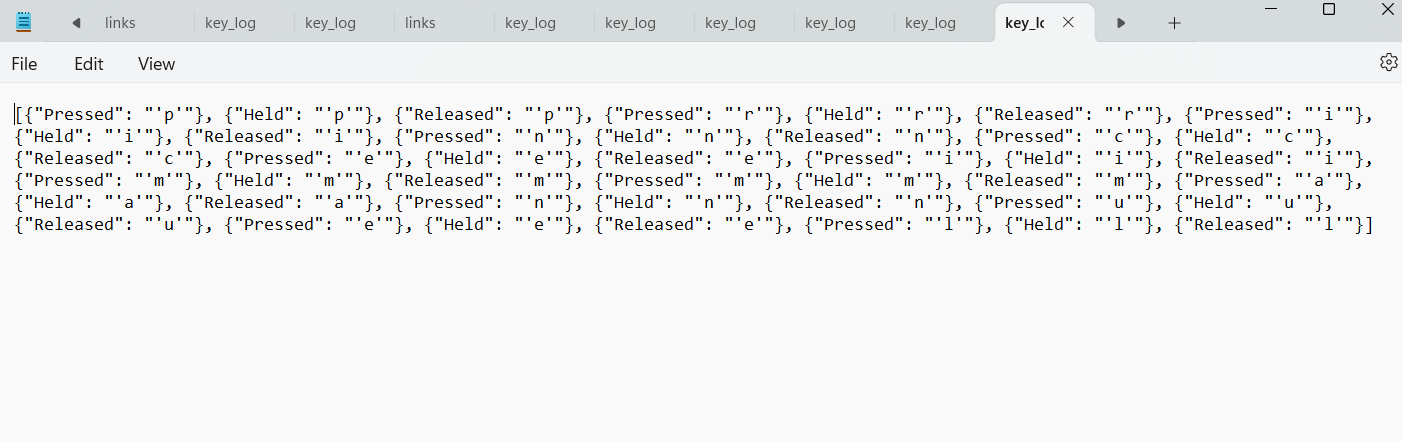 links key_log key_log links key_log key_log key_log key_log key_log key_lo
File Edit View
[{"Pressed": "'p'"}, {"Held": "'p'"}, {"Released": "'p'"}, {"Pressed": "'r'"}, {"Held": "'r'"}, {"Released": "'r'"}, {"Pressed": "'i'"},
{"Held": "'i'"}, {"Released": "'i'"}, {"Pressed": "'n'"}, {"Held": "'n'"}, {"Released": "'n'"}, {"Pressed": "'c'"}, {"Held": "'c'"},
{"Released": "'c'"}, {"Pressed": "'e'"}, {"Held": "'e'"}, {"Released": "'e'"}, {"Pressed": "'i'"}, {"Held": "'i'"}, {"Released": "'i'"},
{"Pressed": "'m'"}, {"Held": "'m'"}, {"Released": "'m'"}, {"Pressed": "'m'"}, {"Held": "'m'"}, {"Released": "'m'"}, {"Pressed": "'a'"},
{"Held": "'a'"}, {"Released": "'a'"}, {"Pressed": "'n'"}, {"Held": "'n'"}, {"Released": "'n'"}, {"Pressed": "'u'"}, {"Held": "'u'"},
{"Released": "'u'"}, {"Pressed": "'e'"}, {"Held": "'e'"}, {"Released": "'e'"}, {"Pressed": "'l'"}, {"Held": "'l'"}, {"Released": "'l'"}]